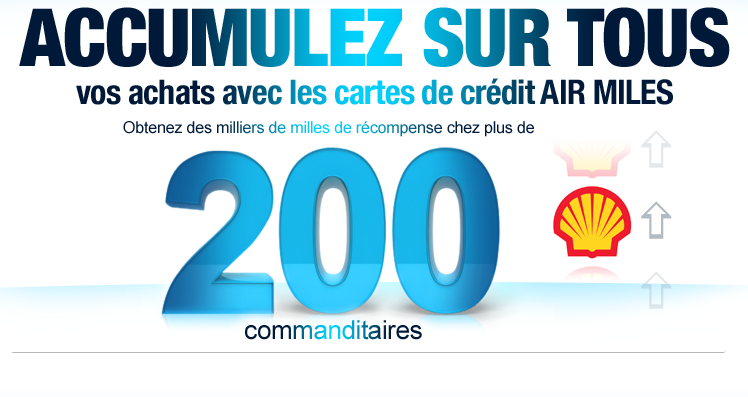 ACCUMULEZ SUR TOUS
vos achats avec les cartes de crédit AIR MILES
Obtenez des milliers de milles de récompense chez plus de
200
commanditaires